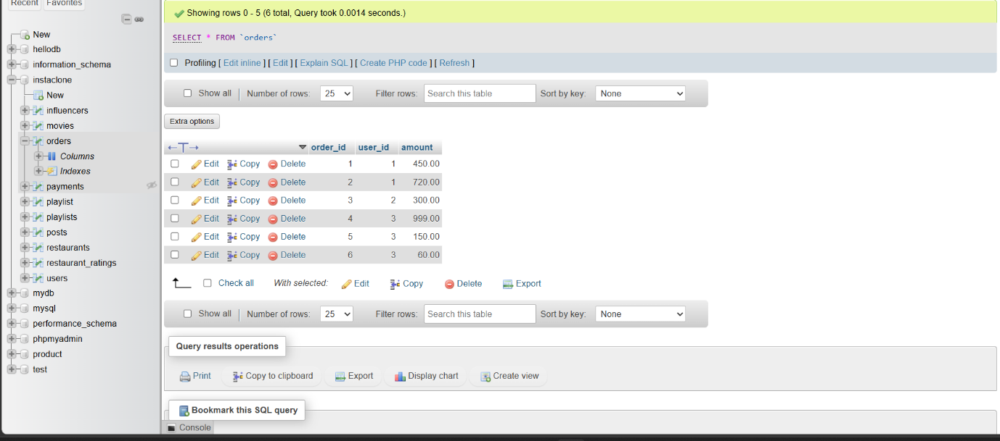 Recent Favorites
New
hellodb
information_schema
instaclone
New
influencers
movies
orders
Columns
Indexes
payments
playlist
playlists
posts
restaurants
restaurant_ratings
users
mydb
mysql
performance_schema
phpmyadmin
product
test
Showing rows 0 - 5 (6 total, Query took 0.0014 seconds.)
SELECT * FROM `orders`
Profiling [ Edit inline ] [ Edit ] [ Explain SQL ] [ Create PHP code ] [ Refresh ]
Show all Number of rows: 25 Filter rows: Search this table Sort by key: None
Extra options
order_id user_id amount
Edit Copy Delete 1 1 450.00
Edit Copy Delete 2 1 720.00
Edit Copy Delete 3 2 300.00
Edit Copy Delete 4 3 999.00
Edit Copy Delete 5 3 150.00
Edit Copy Delete 6 3 60.00
Check all With selected: Edit Copy Delete Export
Show all Number of rows: 25 Filter rows: Search this table Sort by key: None
Query results operations
Print Copy to clipboard Export Display chart Create view
Bookmark this SQL query
Console